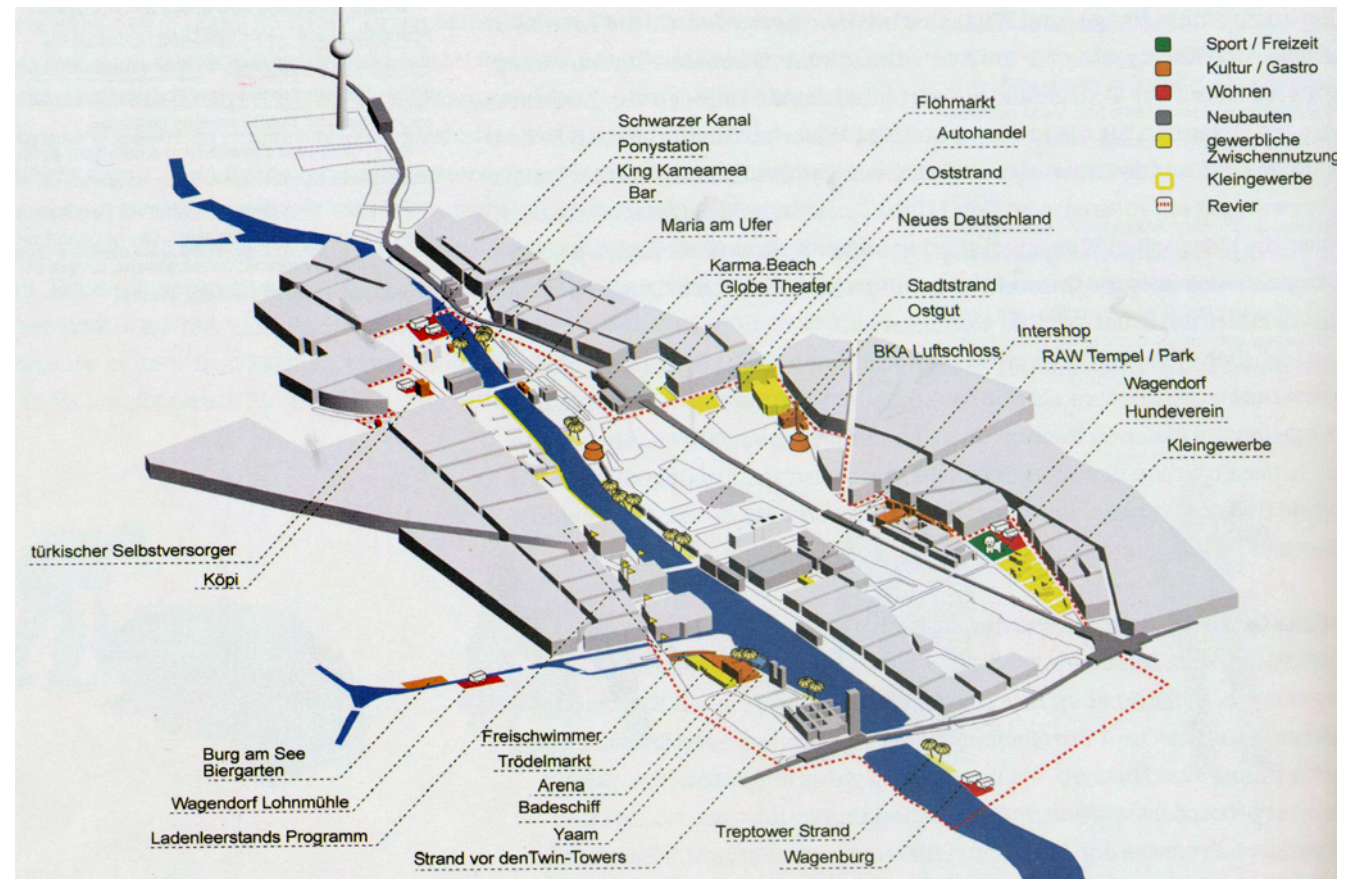 Sport / Freizeit
Kultur / Gastro
Wohnen
Neubauten
gewerbliche
Zwischennutzung
Kleingewerbe
Revier
Schwarzer Kanal
Ponystation
King Kameamea
Bar
Maria am Ufer
Karma Beach
Globe Theater
Flohmarkt
Autohandel
Oststrand
Neues Deutschland
Stadtstrand
Ostgut
BKA Luftschloss
Intershop
RAW Tempel / Park
Wagendorf
Hundeverein
Kleingewerbe
türkischer Selbstversorger
Köpi
Burg am See
Biergarten
Wagendorf Lohnmühle
Ladenleerstands Programm
Freischwimmer
Trödelmarkt
Arena
Badeschiff
Yaam
Strand vor denTwin-Towers
Treptower Strand
Wagenburg